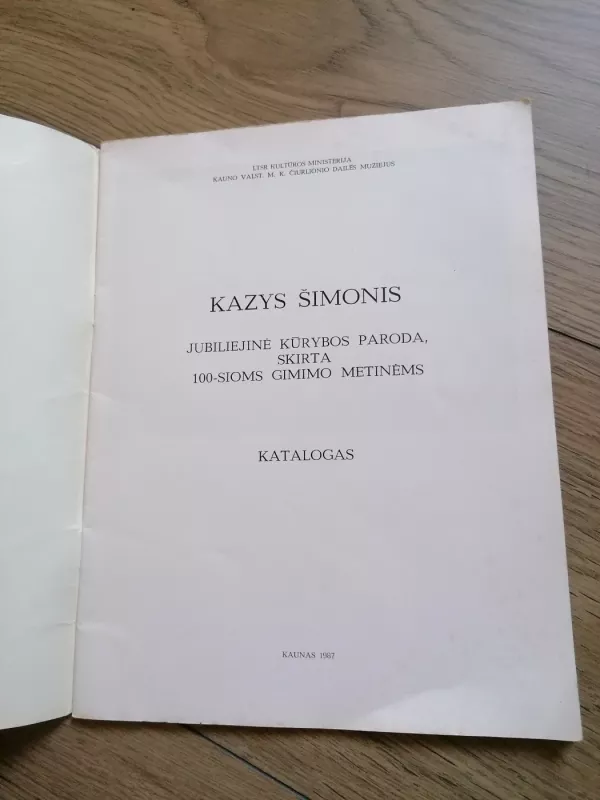 LTSR KULTŪROS MINISTERIJA
KAUNO VALST. M. K. ČIURLIONIO DAILĖS MUZIEJUS
KAZYS ŠIMONIS
JUBILIEJINĖ KŪRYBOS PARODA,
SKIRTA
100-SIOMS GIMIMO METINĖMS
KATALOGAS
KAUNAS 1987